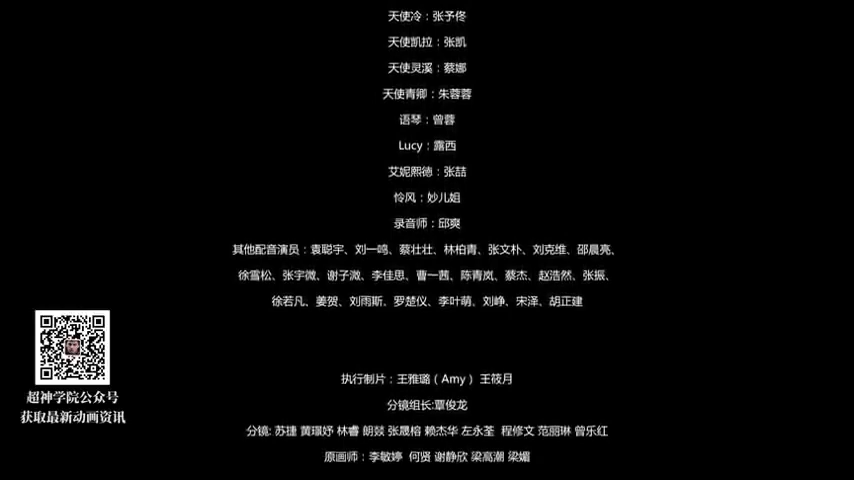 天使冷：张予佟
天使凯拉：张凯
天使灵溪：蔡娜
天使青卿：朱蓉蓉
语琴：曾蓉
Lucy：露西
艾妮熙德：张喆
怜风：妙儿姐
录音师：邱爽
其他配音演员：袁聪宇、刘一鸣、蔡壮壮、林柏青、张文朴、刘克维、邵晨亮、
徐雪松、张宇微、谢子溦、李佳思、曹一茜、陈青岚、蔡杰、赵浩然、张振、
徐若凡、姜贺、刘雨斯、罗楚仪、李叶萌、刘峥、宋泽、胡正建
超神学院公众号
获取最新动画资讯
执行制片：王雅璐（Amy） 王筱月
分镜组长:覃俊龙
分镜: 苏㨗 黄璟妤 林睿 朗燚 张晟榕 赖杰华 左永荃 程修文 范丽琳 曾乐红
原画师：李敏婷 何贤 谢静欣 梁高潮 梁媚